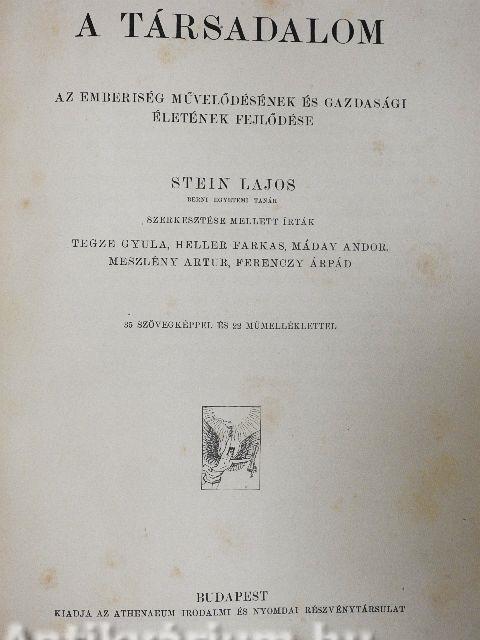 A TÁRSADALOM
AZ EMBERISÉG MŰVELŐDÉSÉNEK ÉS GAZDASÁGI
ÉLETÉNEK FEJLŐDÉSE
STEIN LAJOS
BERNI EGYETEMI TANÁR
SZERKESZTÉSE MELLETT ÍRTÁK
TEGZE GYULA, HELLER FARKAS, MÁDAY ANDOR,
MESZLÉNY ARTUR, FERENCZY ÁRPÁD
35 SZÖVEGKÉPPEL ÉS 22 MŰMELLÉKLETTEL
BUDAPEST
KIADJA AZ ATHENAEUM IRODALMI ÉS NYOMDAI RÉSZVÉNYTÁRSULAT
Antikvárium.hu